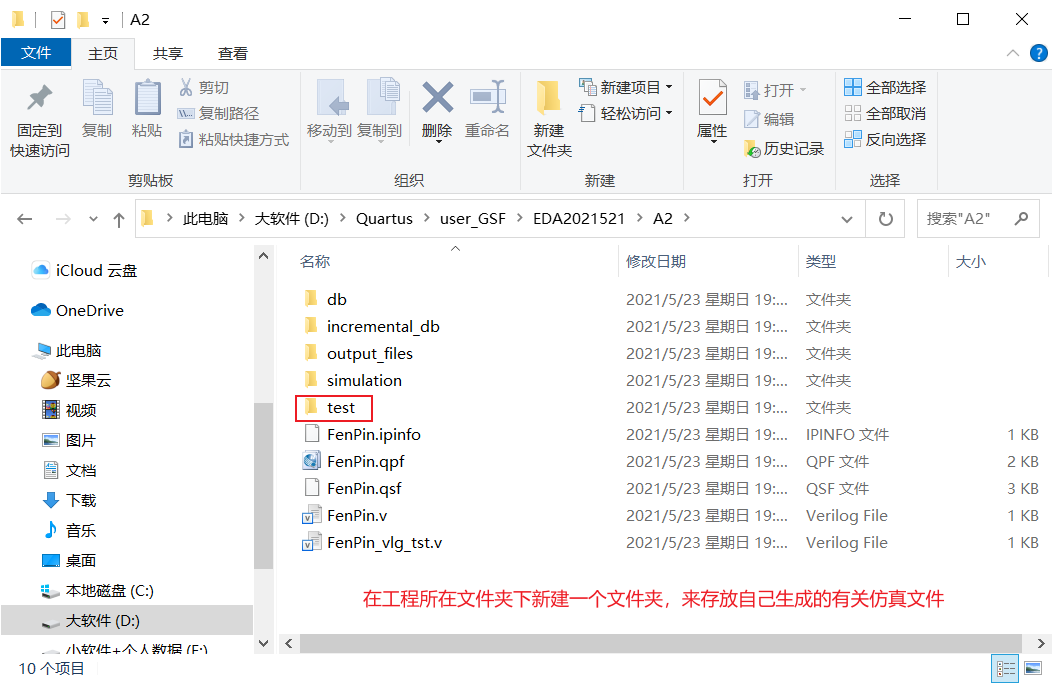 A2
文件 主页 共享 查看
固定到
快速访问
复制
粘贴
剪切
复制路径
粘贴快捷方式
剪贴板
移动到 复制到 删除 重命名
组织
新建
文件夹
新建项目
轻松访问
新建
属性
打开
编辑
历史记录
打开
全部选择
全部取消
反向选择
选择
此电脑 > 大软件 (D:) > Quartus > user_GSF > EDA2021521 > A2 >
搜索"A2"
iCloud 云盘
OneDrive
此电脑
坚果云
视频
图片
文档
下载
音乐
桌面
本地磁盘 (C:)
大软件 (D:)
小软件+个人数据 (E:)
名称 修改日期 类型 大小
db 2021/5/23 星期日 19:... 文件夹
incremental_db 2021/5/23 星期日 19:... 文件夹
output_files 2021/5/23 星期日 19:... 文件夹
simulation 2021/5/23 星期日 19:... 文件夹
test 2021/5/23 星期日 19:... 文件夹
FenPin.ipinfo 2021/5/23 星期日 19:... IPINFO 文件 1 KB
FenPin.qpf 2021/5/23 星期日 19:... QPF 文件 2 KB
FenPin.qsf 2021/5/23 星期日 19:... QSF 文件 3 KB
FenPin.v 2021/5/23 星期日 19:... Verilog File 1 KB
FenPin_vlg_tst.v 2021/5/23 星期日 19:... Verilog File 1 KB
在工程所在文件夹下新建一个文件夹，来存放自己生成的有关仿真文件
10 个项目